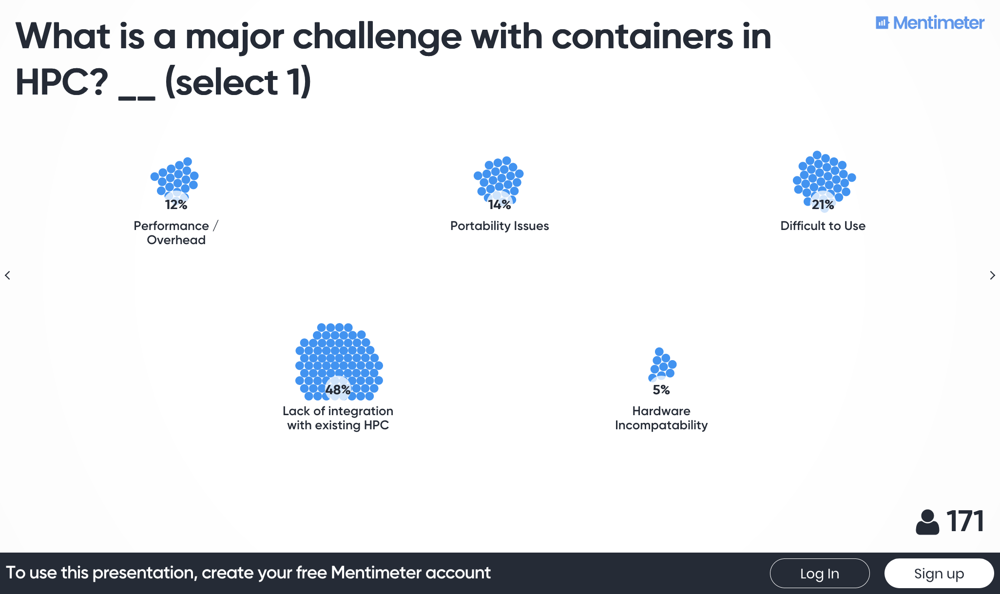 What is a major challenge with containers in
HPC? __ (select 1)
Mentimeter
12%
Performance /
Overhead
14%
Portability Issues
21%
Difficult to Use
48%
Lack of integration
with existing HPC
5%
Hardware
Incompatability
171
To use this presentation, create your free Mentimeter account
Log In
Sign up